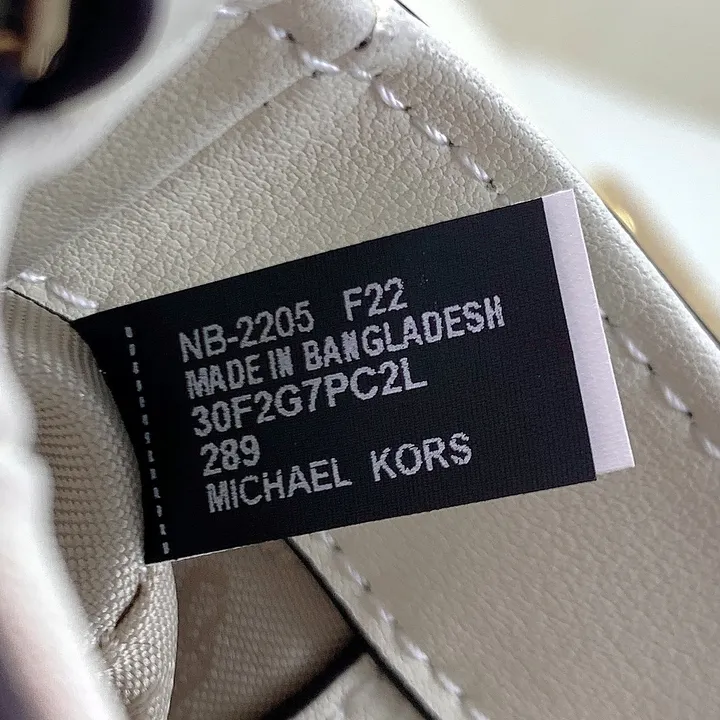 NB-2205 F22
MADE IN BANGLADESH
30F2G7PC2L
289
MICHAEL KORS